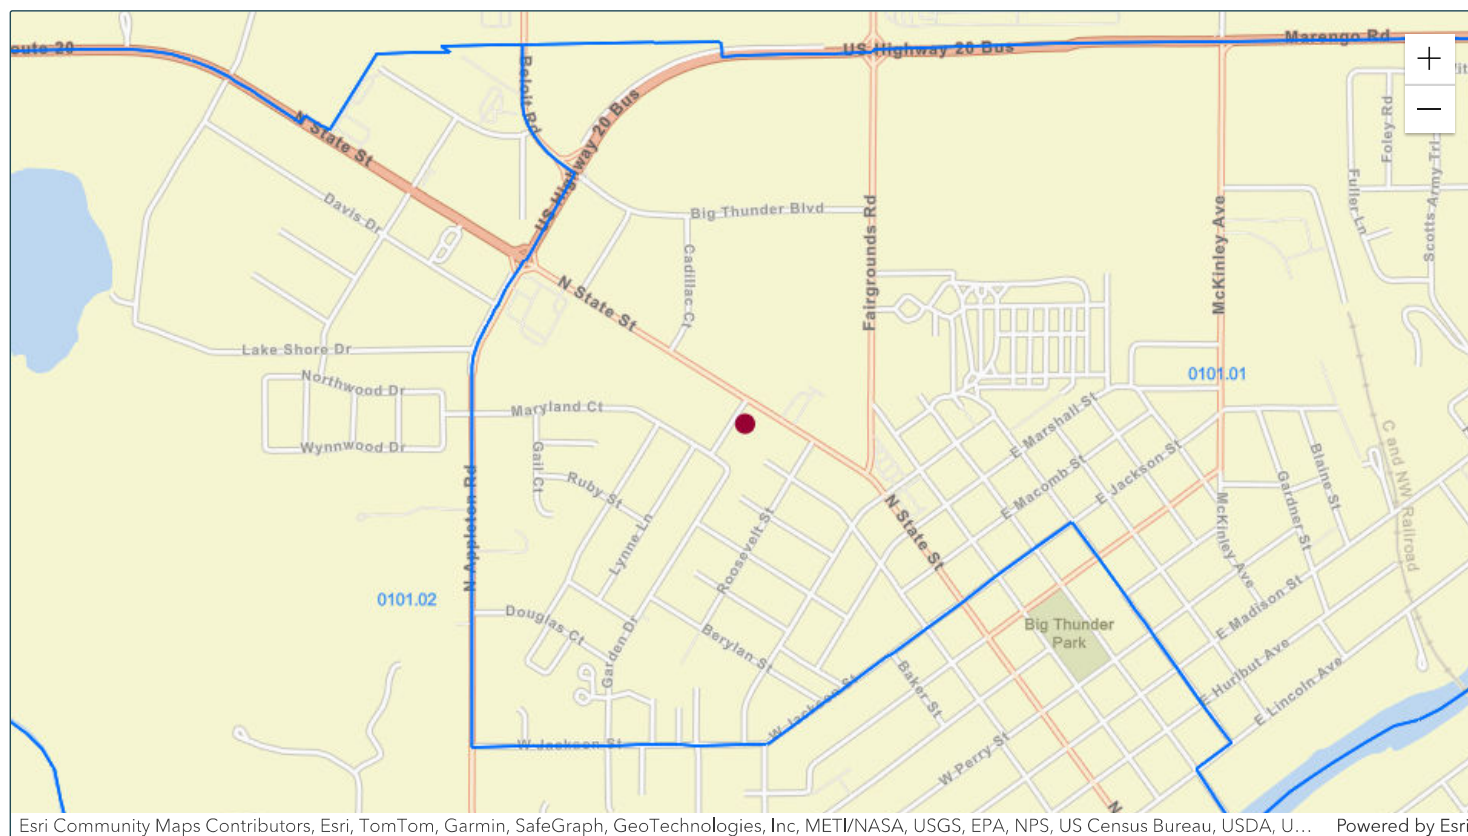 oute 20
Marengo Rd
US Highway 20 Bus
Beloit Rd
US Highway 20 Bus
N State St
Foley Rd
Scotts Army Trl
Fuller Ln
Davis Dr
Big Thunder Blvd
Fairgrounds Rd
McKinley Ave
Cadillac Ct
N State St
Lake Shore Dr
Northwood Dr
0101.01
Maryland Ct
Wynnwood Dr
Gail Ct
Ruby St
E Marshall St
E Macomb St
E Jackson St
Blaine St
Gardner St
C and NW Railroad
N Appleton Rd
Lynne Ln
Roosevelt St
N State St
McKinley Ave
0101.02
Douglas Ct
Garden Dr
Berylan St
Big Thunder
Park
E Madison St
E Hurlbut Ave
E Lincoln Ave
Baker St
W Jackson St
W Jackson St
W Perry St
N
Esri Community Maps Contributors, Esri, TomTom, Garmin, SafeGraph, GeoTechnologies, Inc, METI/NASA, USGS, EPA, NPS, US Census Bureau, USDA, U... Powered by Esri